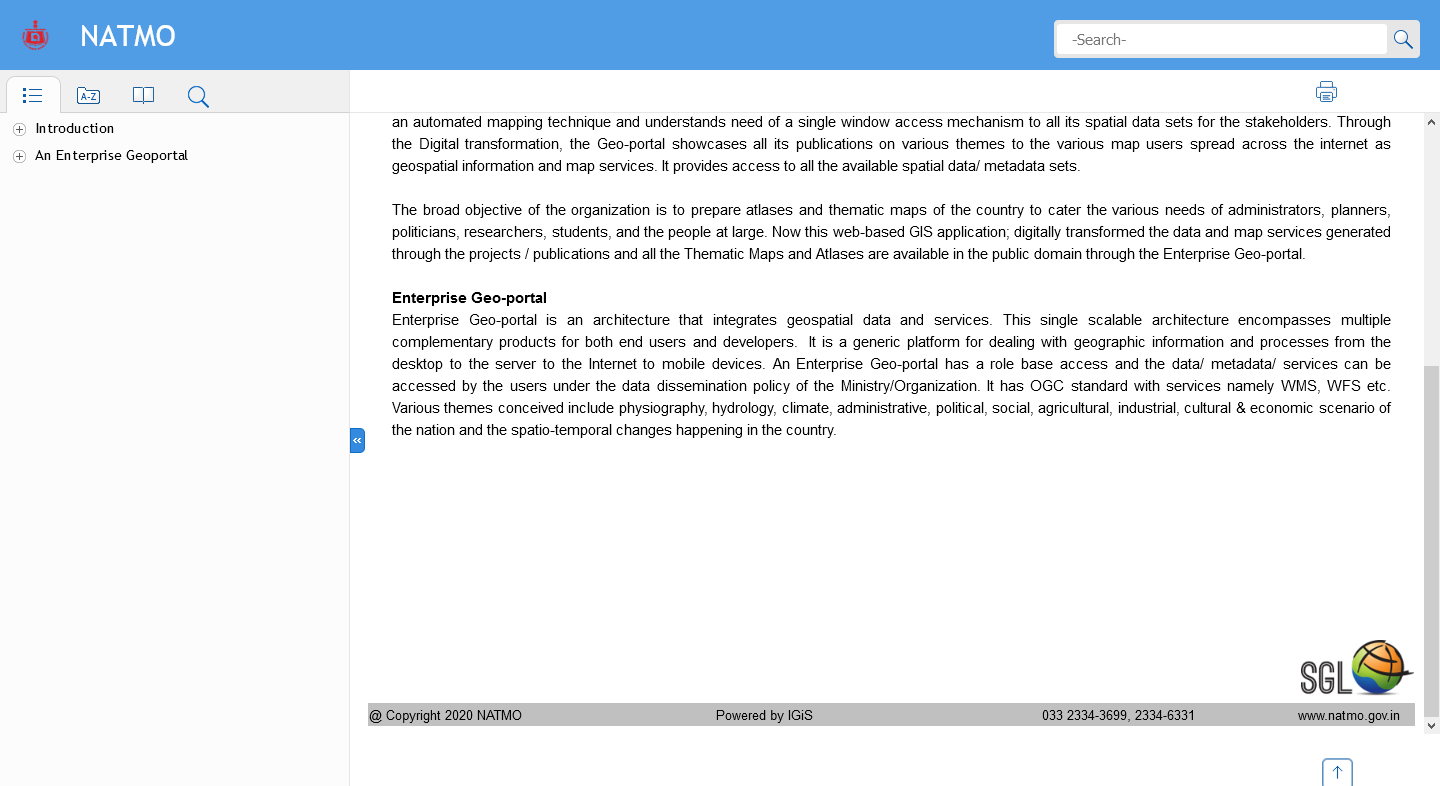 NATMO
-Search-
A-Z
Introduction
An Enterprise Geoportal
an automated mapping technique and understands need of a single window access mechanism to all its spatial data sets for the stakeholders. Through
the Digital transformation, the Geo-portal showcases all its publications on various themes to the various map users spread across the internet as
geospatial information and map services. It provides access to all the available spatial data/ metadata sets.
The broad objective of the organization is to prepare atlases and thematic maps of the country to cater the various needs of administrators, planners,
politicians, researchers, students, and the people at large. Now this web-based GIS application; digitally transformed the data and map services generated
through the projects / publications and all the Thematic Maps and Atlases are available in the public domain through the Enterprise Geo-portal.
Enterprise Geo-portal
Enterprise Geo-portal is an architecture that integrates geospatial data and services. This single scalable architecture encompasses multiple
complementary products for both end users and developers. It is a generic platform for dealing with geographic information and processes from the
desktop to the server to the Internet to mobile devices. An Enterprise Geo-portal has a role base access and the data/ metadata/ services can be
accessed by the users under the data dissemination policy of the Ministry/Organization. It has OGC standard with services namely WMS, WFS etc.
Various themes conceived include physiography, hydrology, climate, administrative, political, social, agricultural, industrial, cultural & economic scenario of
the nation and the spatio-temporal changes happening in the country.
SGL
@ Copyright 2020 NATMO Powered by IGiS 033 2334-3699, 2334-6331 www.natmo.gov.in